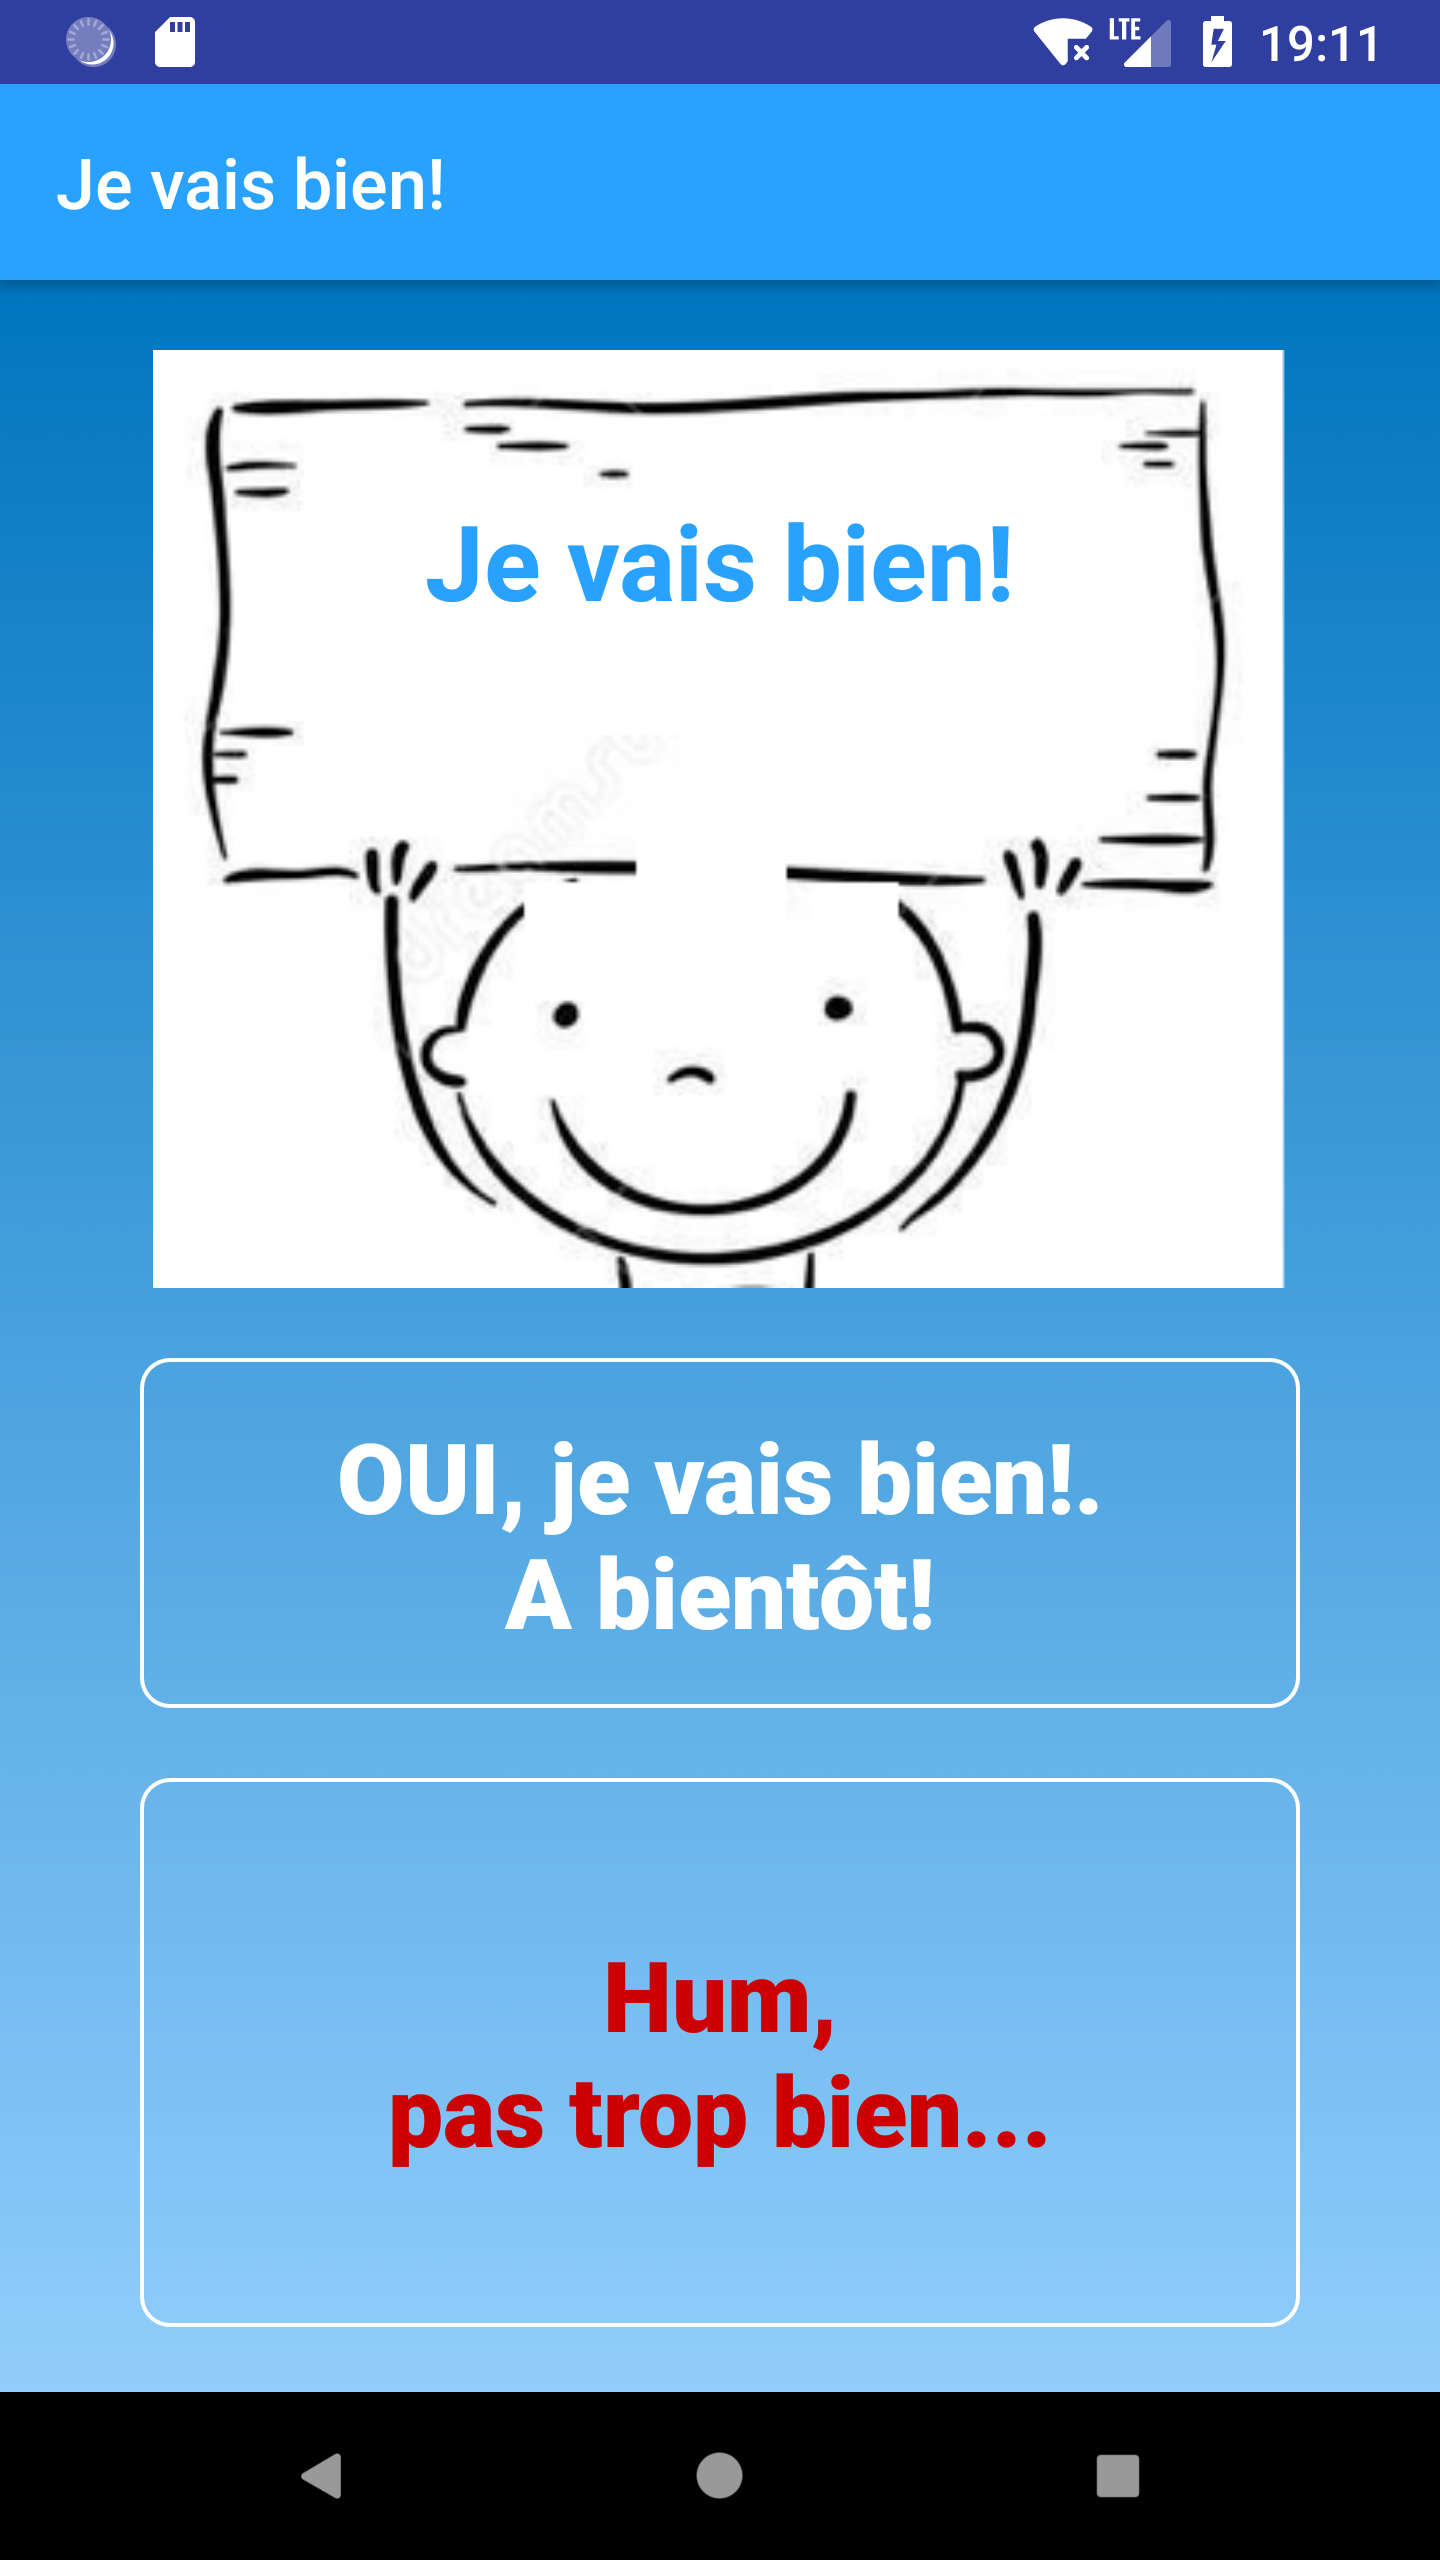 LTE 19:11
Je vais bien!
Je vais bien!
OUI, je vais bien!.
A bientôt!
Hum,
pas trop bien...